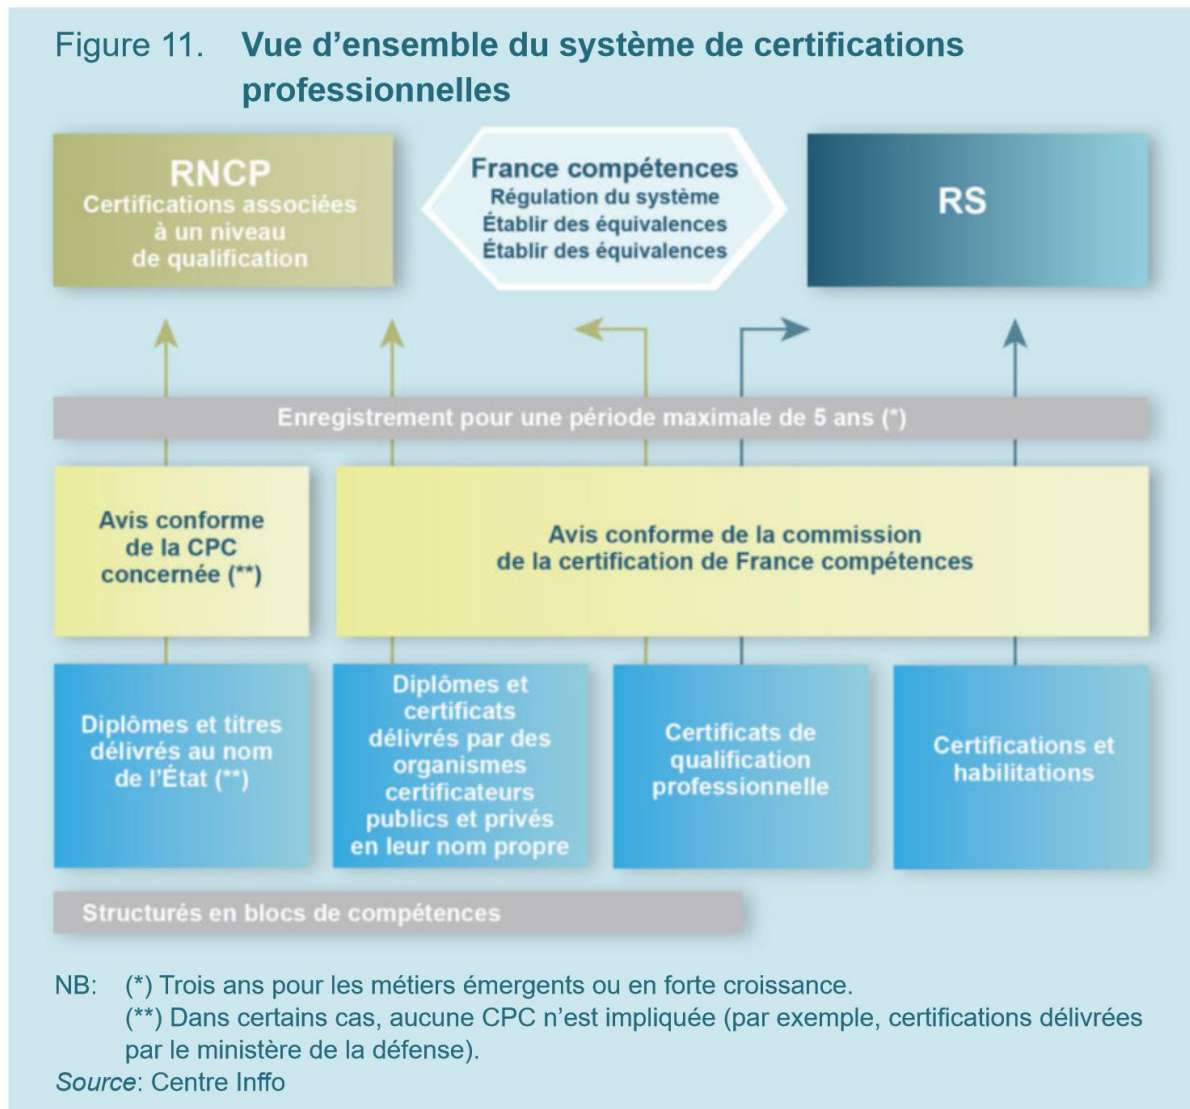 Figure 11. Vue d’ensemble du système de certifications
professionnelles
RNCP
Certifications associées
à un niveau
de qualification
France compétences
Régulation du système
Établir des équivalences
Établir des équivalences
RS
Enregistrement pour une période maximale de 5 ans (*)
Avis conforme
de la CPC
concernée (**)
Avis conforme de la commission
de la certification de France compétences
Diplômes et titres
délivrés au nom
de l'État (**)
Diplômes et
certificats
délivrés par des
organismes
certificateurs
publics et privés
en leur nom propre
Certificats de
qualification
professionnelle
Certifications et
habilitations
Structurés en blocs de compétences
NB: (*) Trois ans pour les métiers émergents ou en forte croissance.
(**) Dans certains cas, aucune CPC n’est impliquée (par exemple, certifications délivrées
par le ministère de la défense).
Source: Centre Inffo